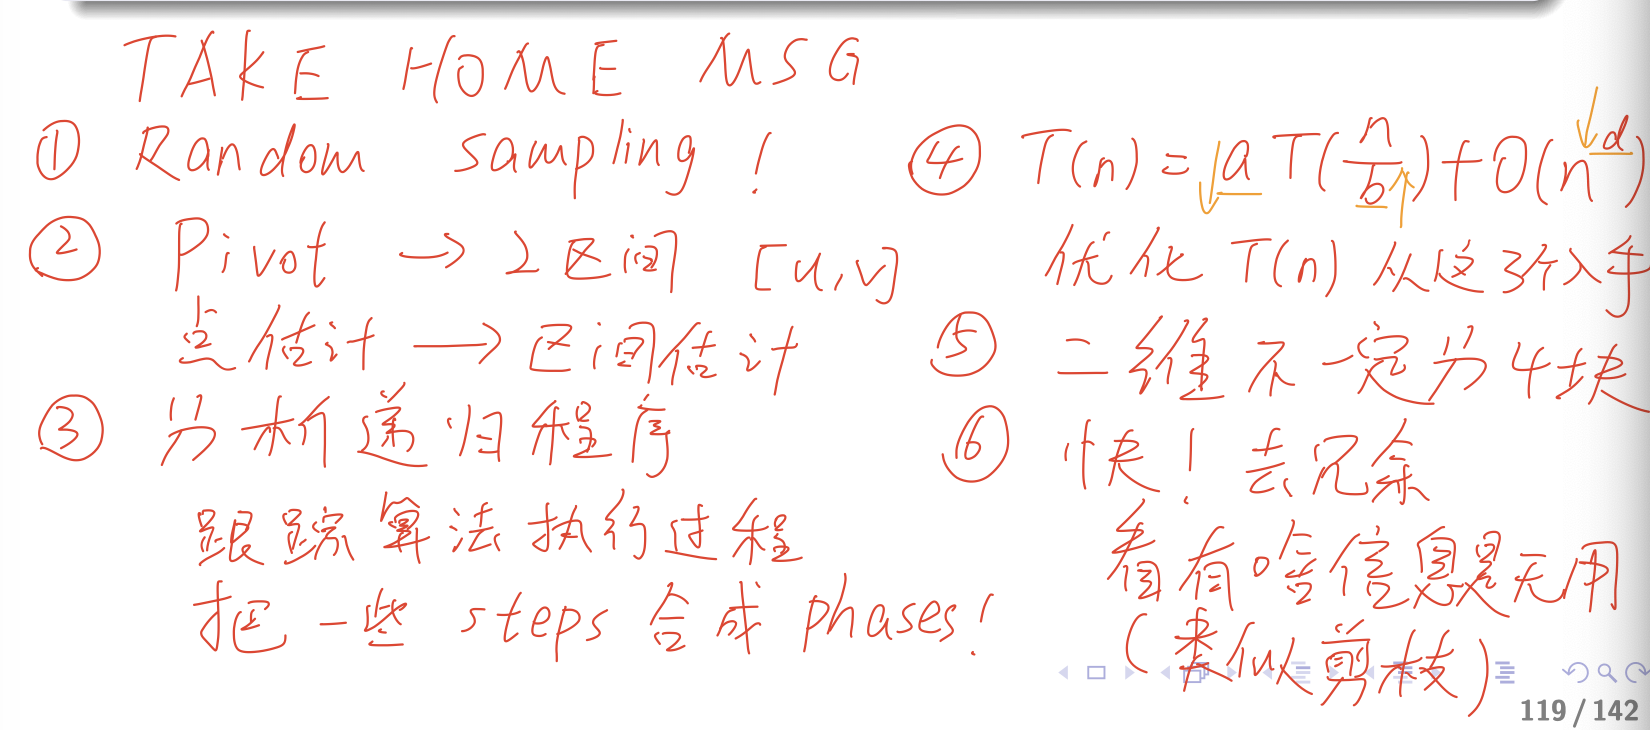 TAKE HOME MSG
① Random sampling !
② Pivot → 2区间 [u,v]
点估计 → 区间估计
③ 分析递归程序
跟踪算法执行过程
把一些 steps 合成 phases!
④ T(n) = a T(n/b) + O(n^d)
优化 T(n) 从这3个入手
⑤ 二维不一定分4块
⑥ 快! 去冗余
看有啥信息是无用
(类似剪枝)
119 / 142